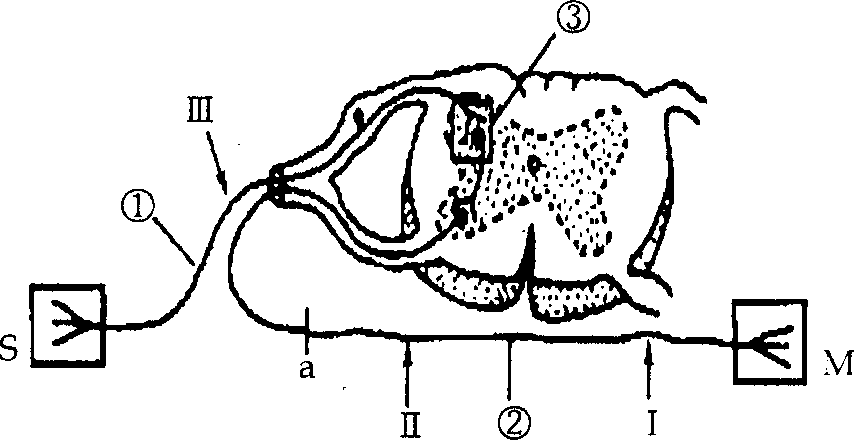 ③
Ⅲ
①
S
a
Ⅱ
②
Ⅰ
M